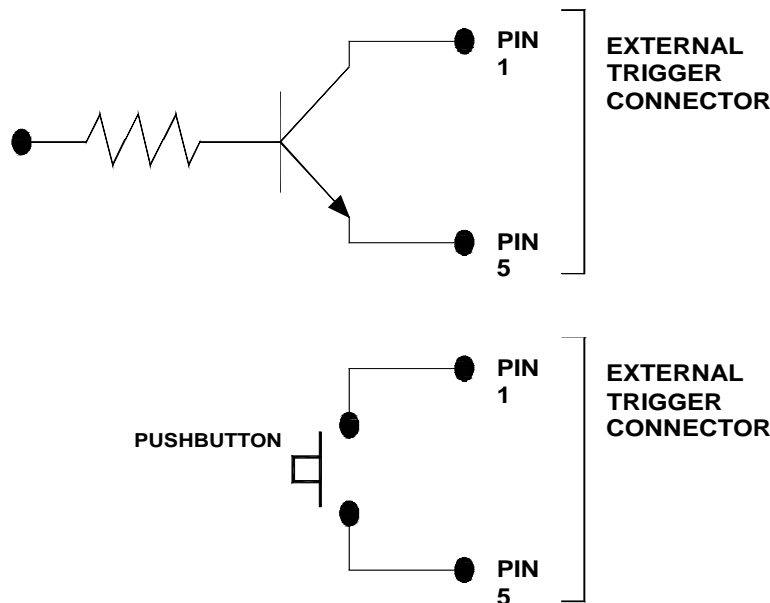 PIN
1
EXTERNAL
TRIGGER
CONNECTOR
PIN
5
PIN
1
EXTERNAL
TRIGGER
CONNECTOR
PUSHBUTTON
PIN
5